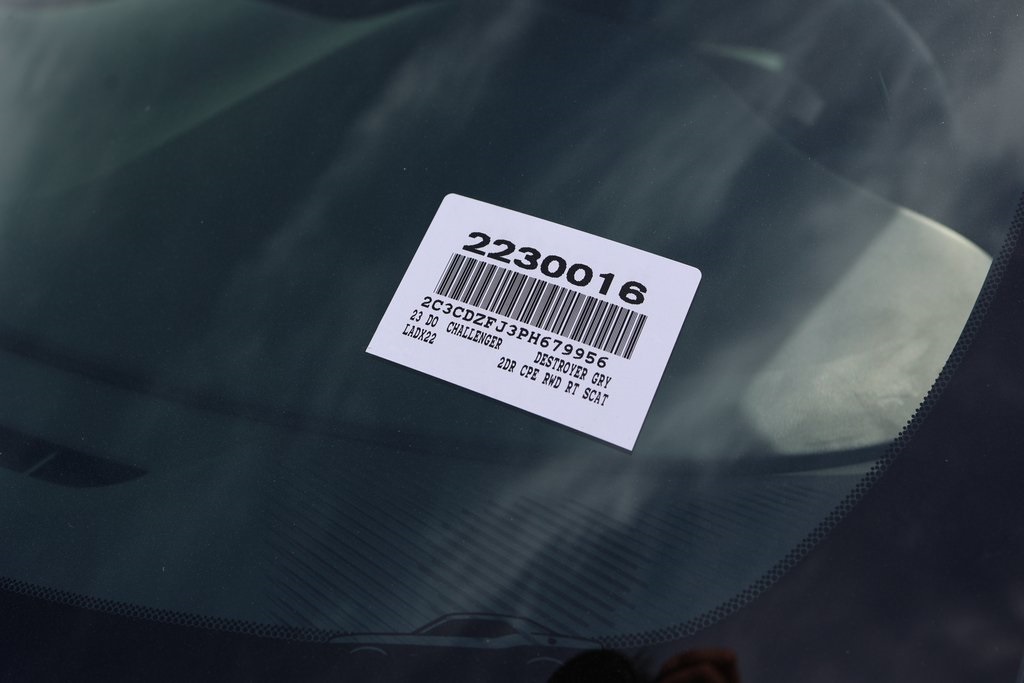 2230016
2C3CDZFJ3PH679956
23 DO CHALLENGER DESTROYER GRY
LADX22 2DR CPE RWD RT SCAT